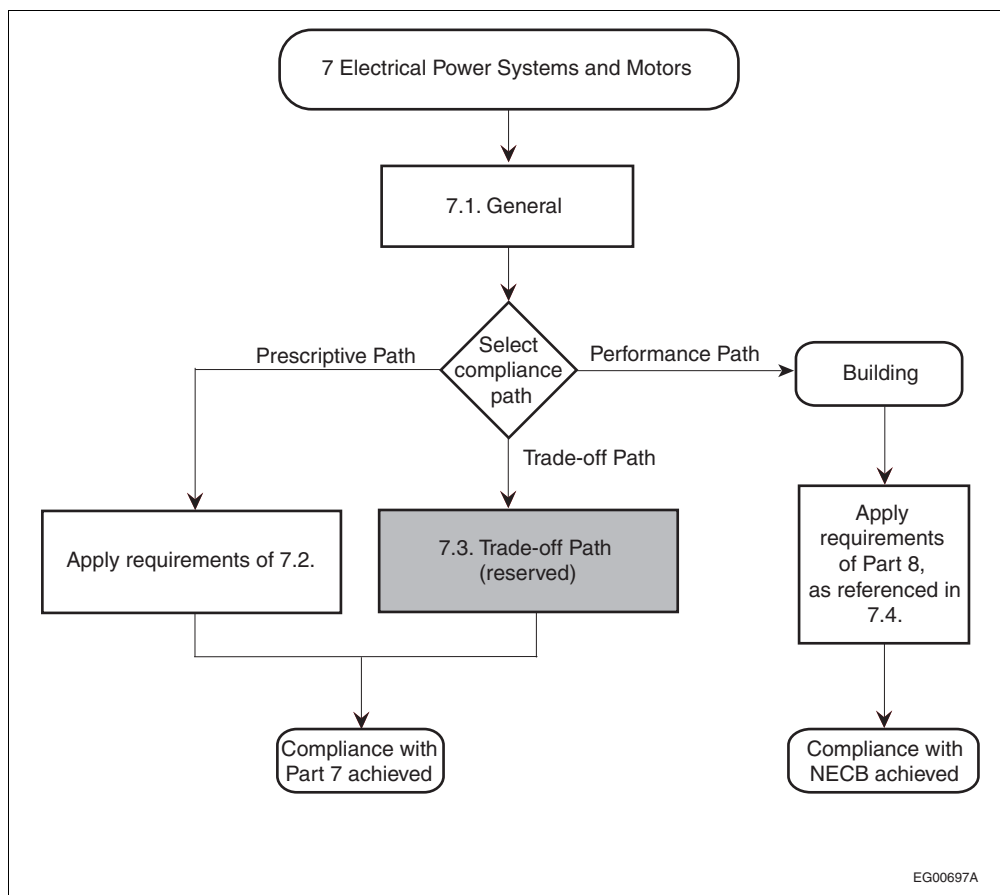 7 Electrical Power Systems and Motors
7.1. General
Select
compliance
path
Prescriptive Path
Performance Path
Trade-off Path
Building
Apply requirements of 7.2.
7.3. Trade-off Path
(reserved)
Apply
requirements
of Part 8,
as referenced in
7.4.
Compliance with
Part 7 achieved
Compliance with
NECB achieved
EG00697A